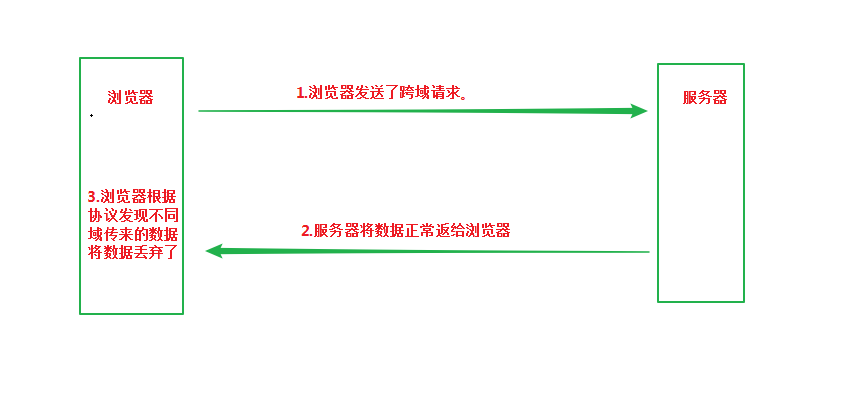 浏览器
1.浏览器发送了跨域请求。
服务器
3.浏览器根据
协议发现不同
域传来的数据
将数据丢弃了
2.服务器将数据正常返给浏览器